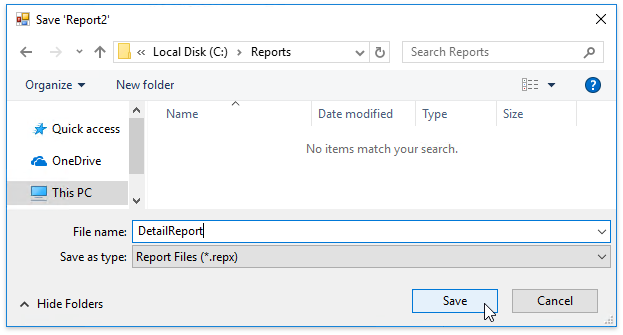 Save 'Report2'
« Local Disk (C:) > Reports
Search Reports
Organize New folder
Name Date modified Type Size
No items match your search.
Quick access
OneDrive
This PC
File name: DetailReport
Save as type: Report Files (*.repx)
Hide Folders Save Cancel